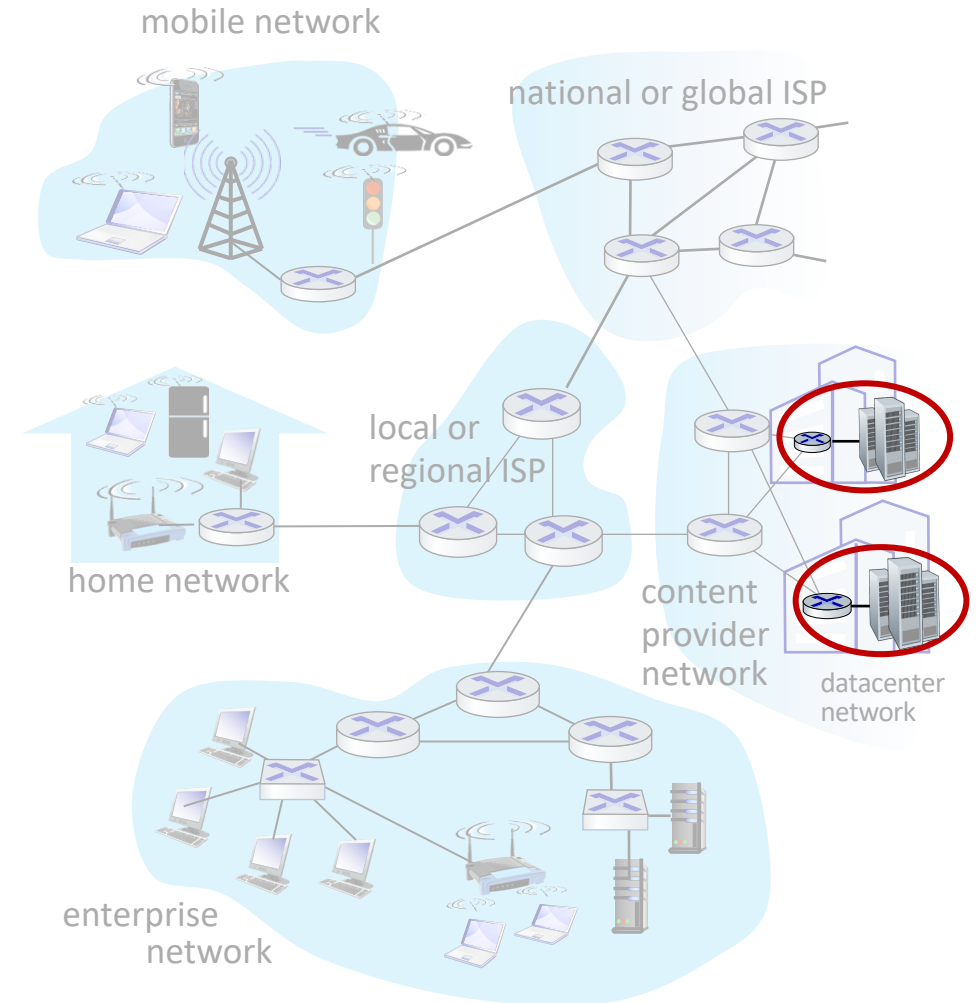 mobile network
national or global ISP
local or
regional ISP
home network
content
provider
network
datacenter
network
enterprise
network